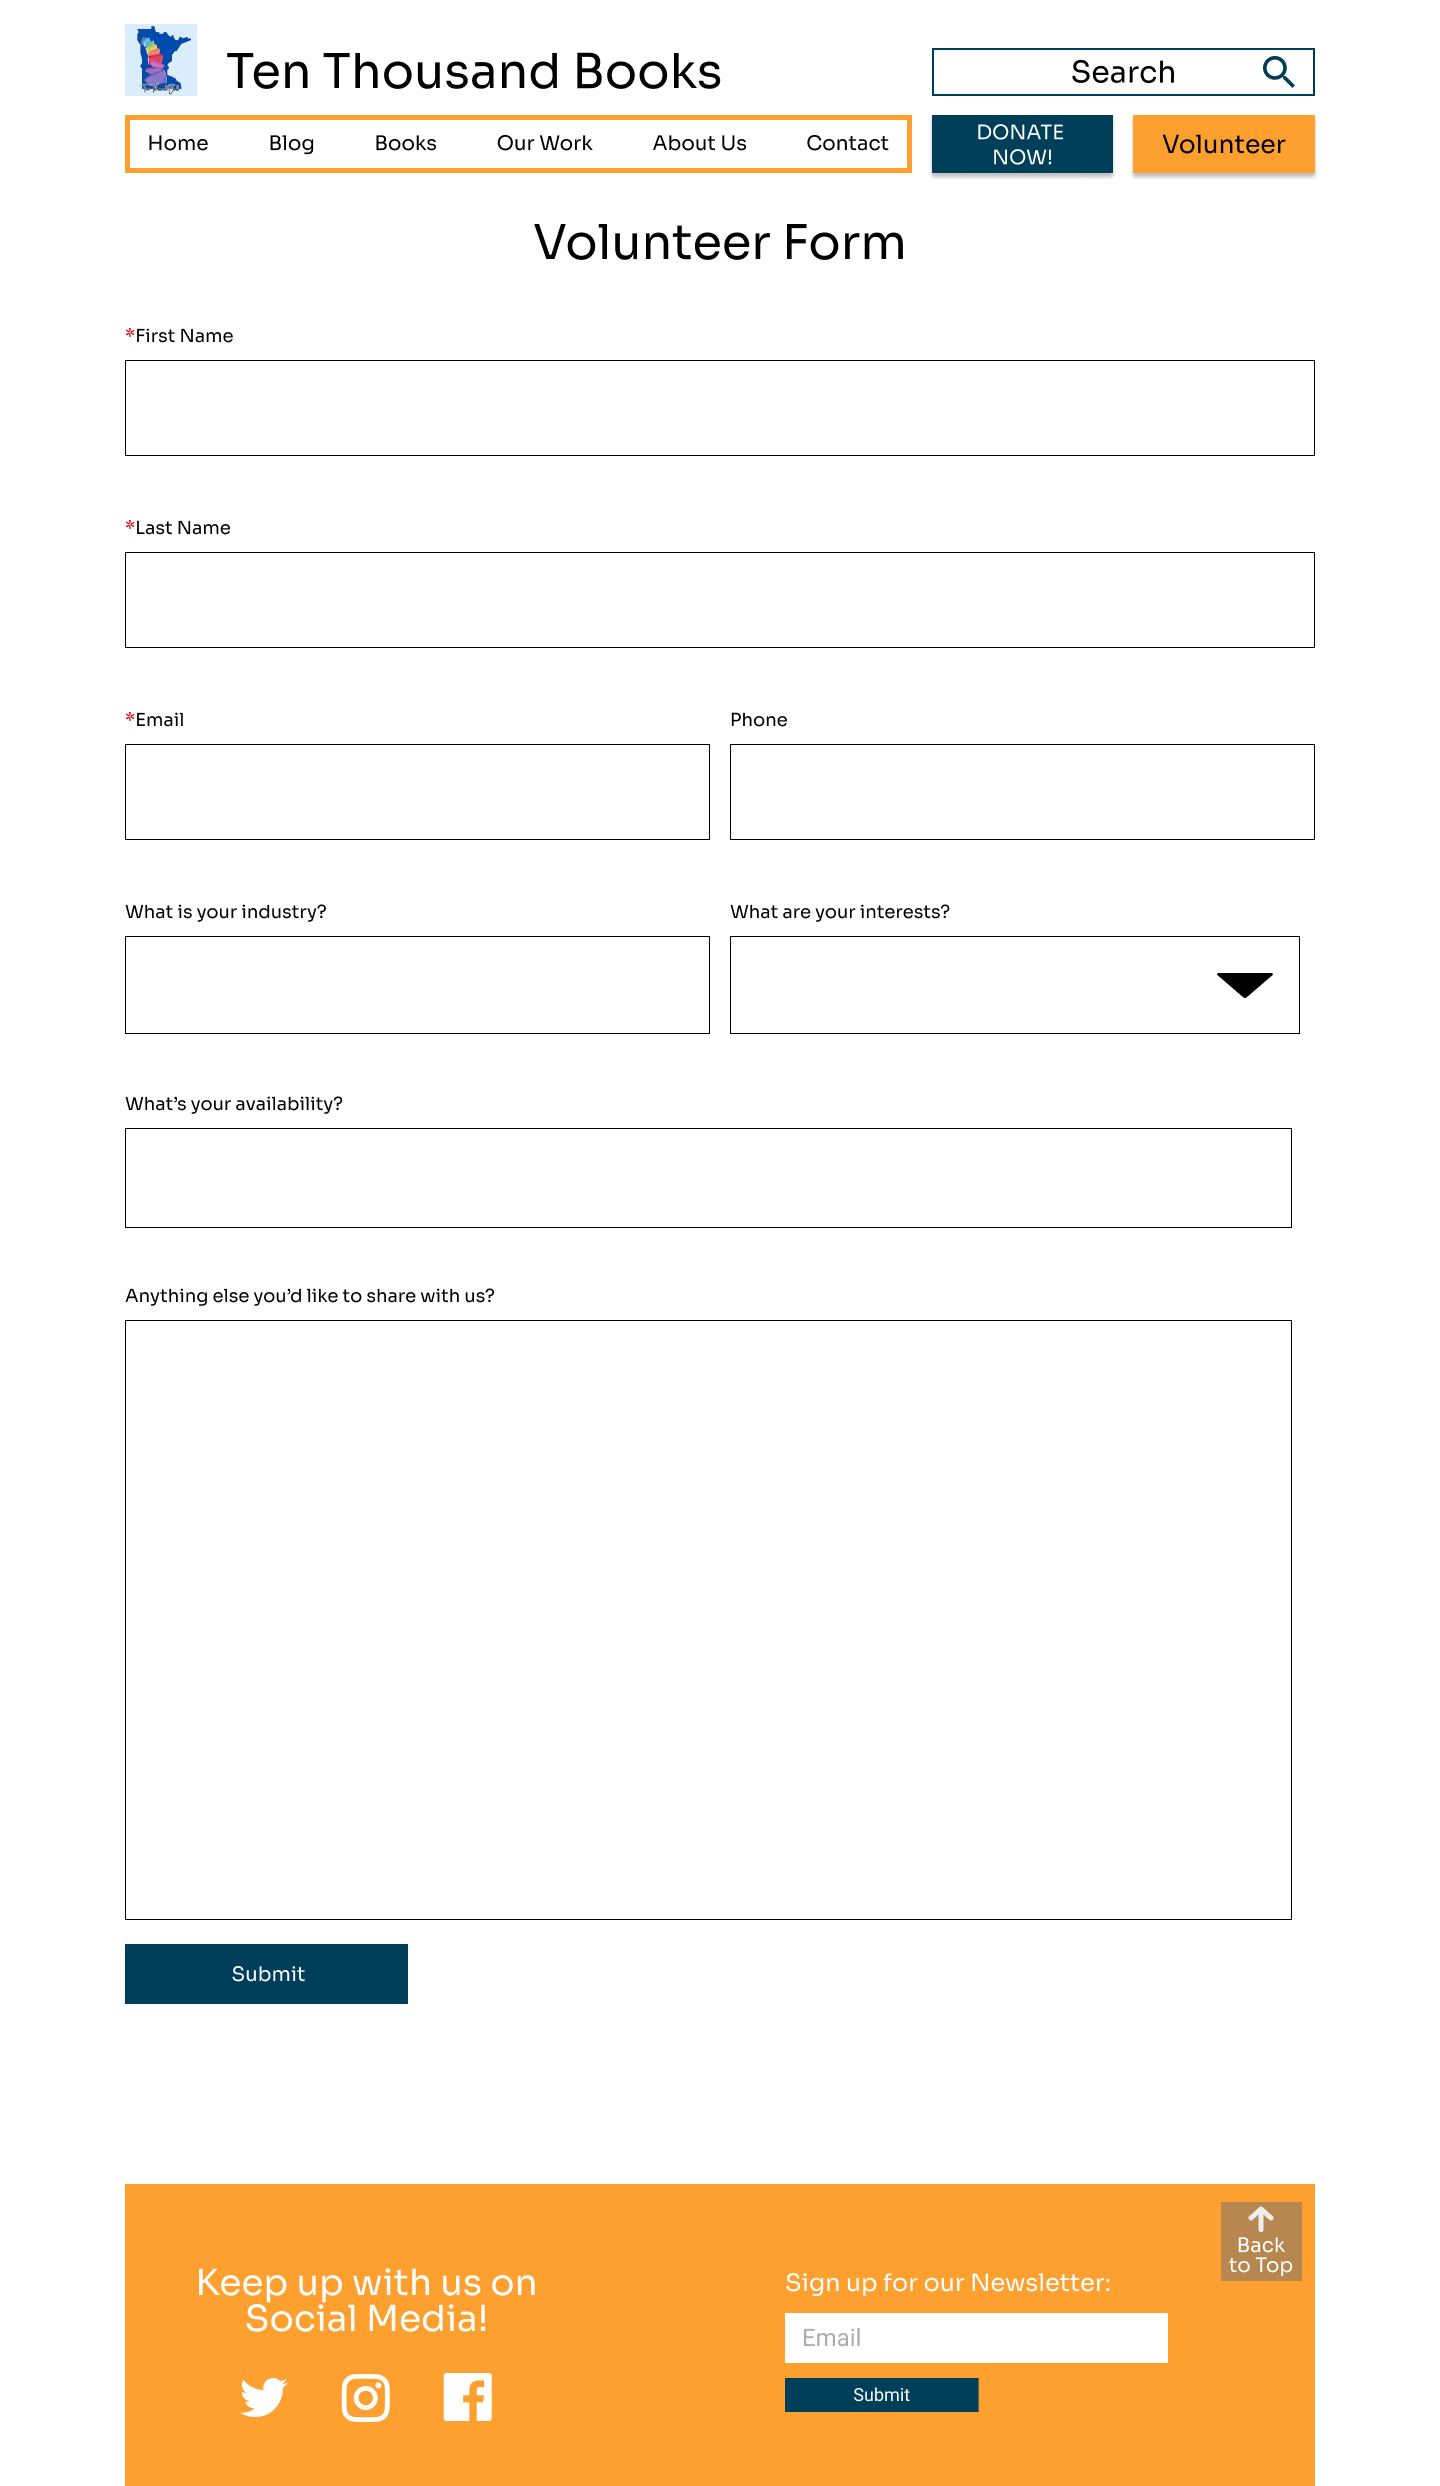 Ten Thousand Books
Search
Home Blog Books Our Work About Us Contact
DONATE
NOW!
Volunteer
Volunteer Form
*First Name
*Last Name
*Email
Phone
What is your industry?
What are your interests?
What’s your availability?
Anything else you’d like to share with us?
Submit
Back
to Top
Keep up with us on
Social Media!
Sign up for our Newsletter:
Email
Submit